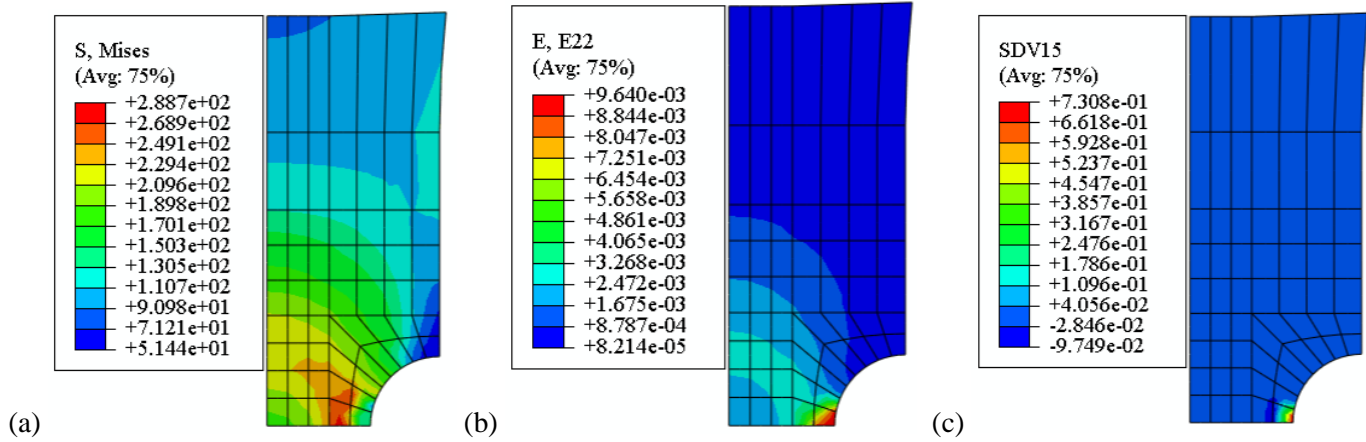 S, Mises
(Avg: 75%)
+2.887e+02
+2.689e+02
+2.491e+02
+2.294e+02
+2.096e+02
+1.898e+02
+1.701e+02
+1.503e+02
+1.305e+02
+1.107e+02
+9.098e+01
+7.121e+01
+5.144e+01
(a)
E, E22
(Avg: 75%)
+9.640e-03
+8.844e-03
+8.047e-03
+7.251e-03
+6.454e-03
+5.658e-03
+4.861e-03
+4.065e-03
+3.268e-03
+2.472e-03
+1.675e-03
+8.787e-04
+8.214e-05
(b)
SDV15
(Avg: 75%)
+7.308e-01
+6.618e-01
+5.928e-01
+5.237e-01
+4.547e-01
+3.857e-01
+3.167e-01
+2.476e-01
+1.786e-01
+1.096e-01
+4.056e-02
-2.846e-02
-9.749e-02
(c)